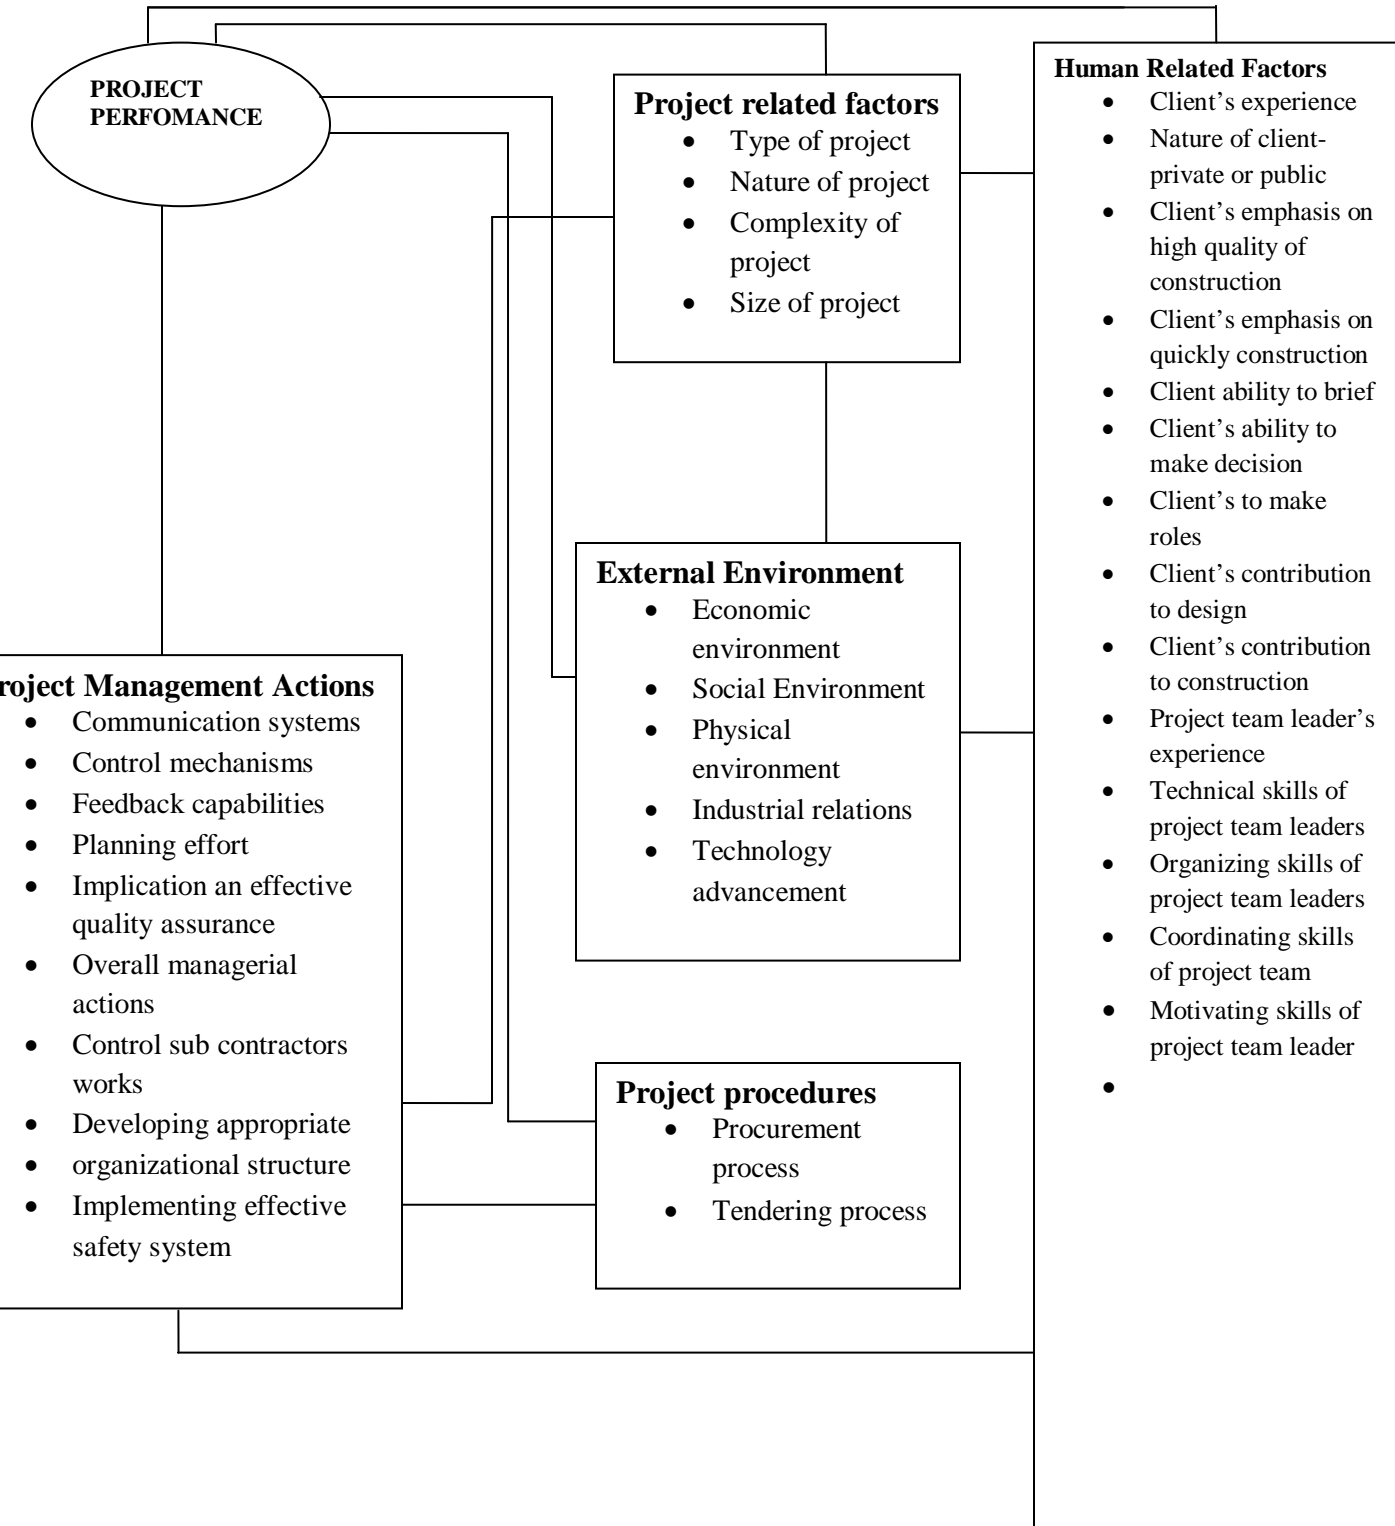 PROJECT
PERFOMANCE
Project related factors
• Type of project
• Nature of project
• Complexity of
project
• Size of project
External Environment
• Economic
environment
• Social Environment
• Physical
environment
• Industrial relations
• Technology
advancement
roject Management Actions
• Communication systems
• Control mechanisms
• Feedback capabilities
• Planning effort
• Implication an effective
quality assurance
• Overall managerial
actions
• Control sub contractors
works
• Developing appropriate
• organizational structure
• Implementing effective
safety system
Project procedures
• Procurement
process
• Tendering process
Human Related Factors
• Client’s experience
• Nature of client-
private or public
• Client’s emphasis on
high quality of
construction
• Client’s emphasis on
quickly construction
• Client ability to brief
• Client’s ability to
make decision
• Client’s to make
roles
• Client’s contribution
to design
• Client’s contribution
to construction
• Project team leader’s
experience
• Technical skills of
project team leaders
• Organizing skills of
project team leaders
• Coordinating skills
of project team
• Motivating skills of
project team leader
•